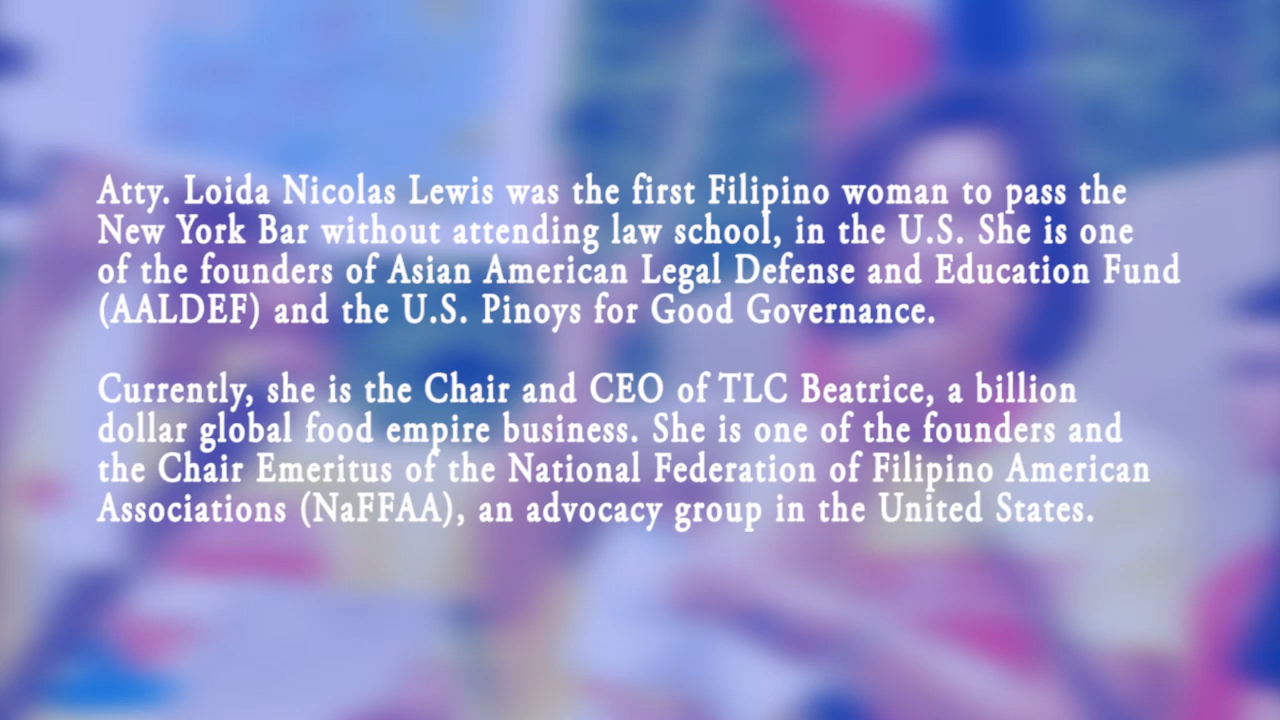 Atty. Loida Nicolas Lewis was the first Filipino woman to pass the
New York Bar without attending law school, in the U.S. She is one
of the founders of Asian American Legal Defense and Education Fund
(AALDEF) and the U.S. Pinoys for Good Governance.
Currently, she is the Chair and CEO of TLC Beatrice, a billion
dollar global food empire business. She is one of the founders and
the Chair Emeritus of the National Federation of Filipino American
Associations (NaFFAA), an advocacy group in the United States.